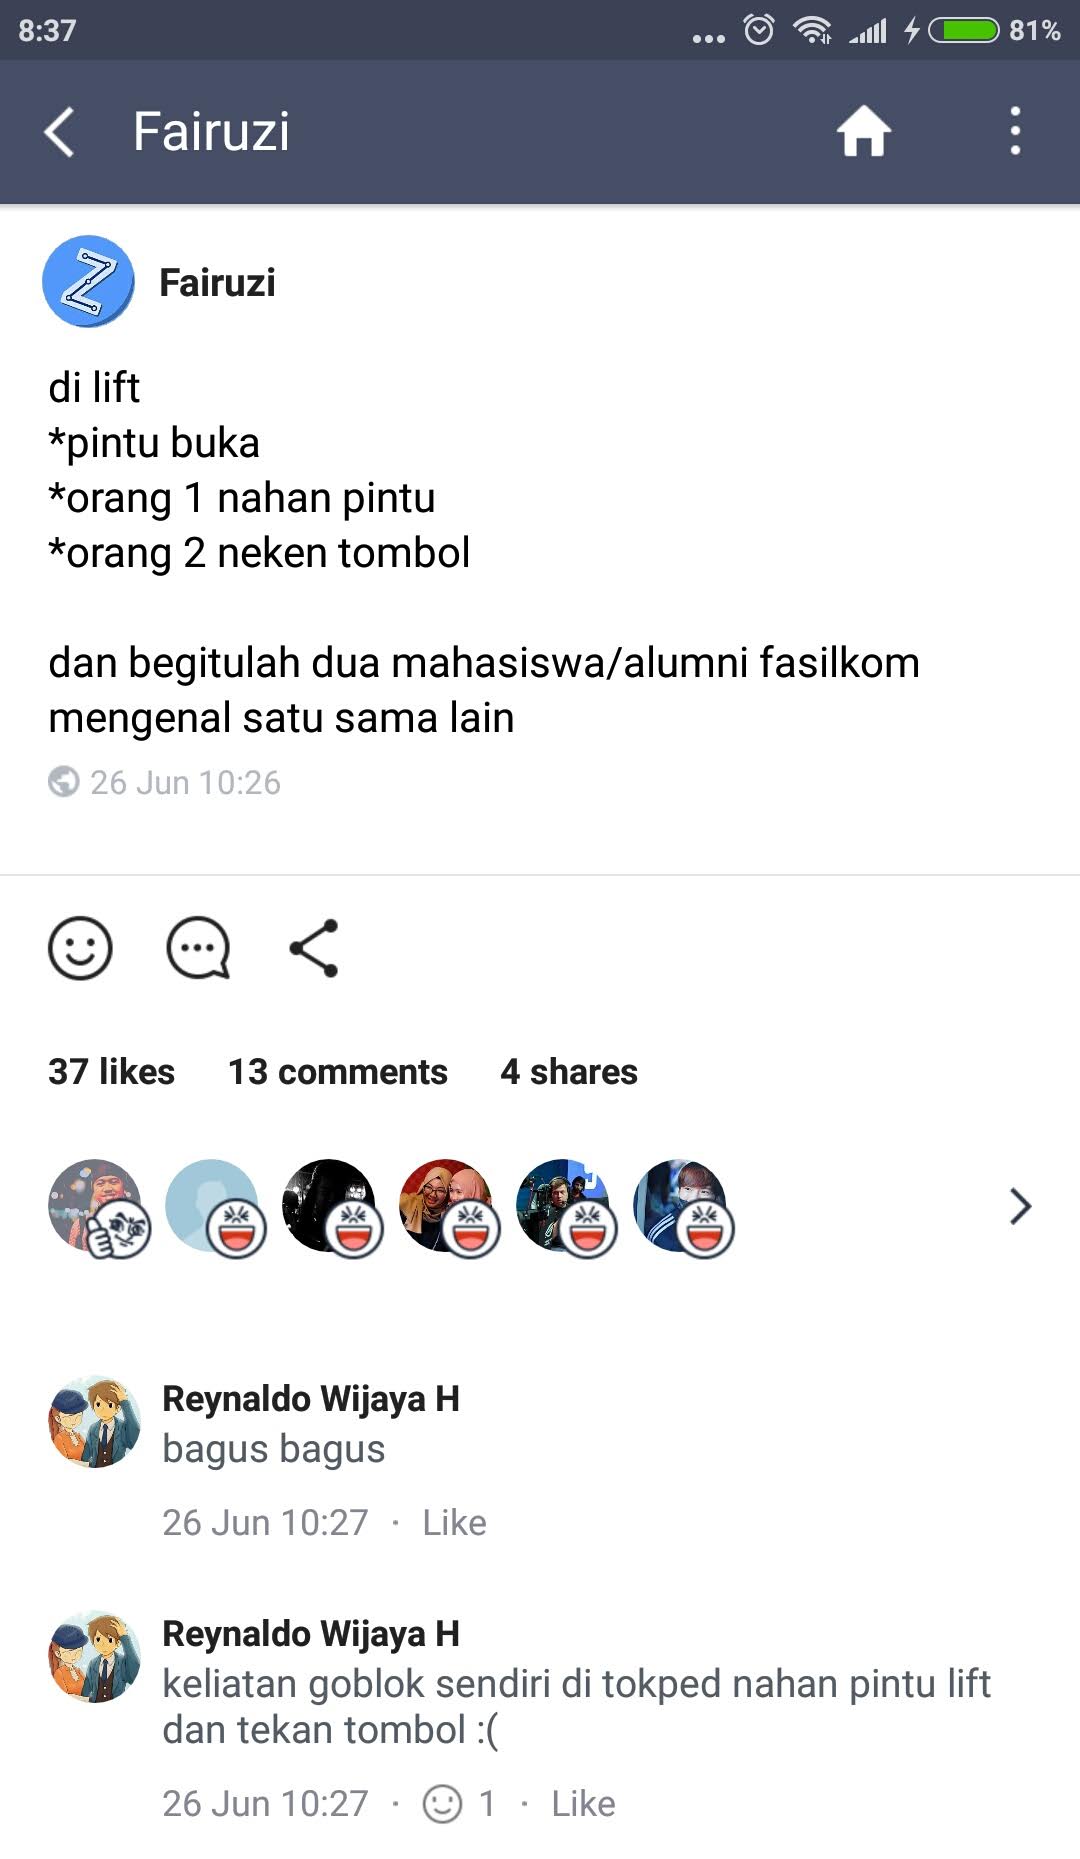 8:37
81%
Fairuzi
Fairuzi
di lift
*pintu buka
*orang 1 nahan pintu
*orang 2 neken tombol
dan begitulah dua mahasiswa/alumni fasilkom
mengenal satu sama lain
26 Jun 10:26
37 likes 13 comments 4 shares
Reynaldo Wijaya H
bagus bagus
26 Jun 10:27 · Like
Reynaldo Wijaya H
keliatan goblok sendiri di tokped nahan pintu lift
dan tekan tombol :(
26 Jun 10:27 · 1 · Like